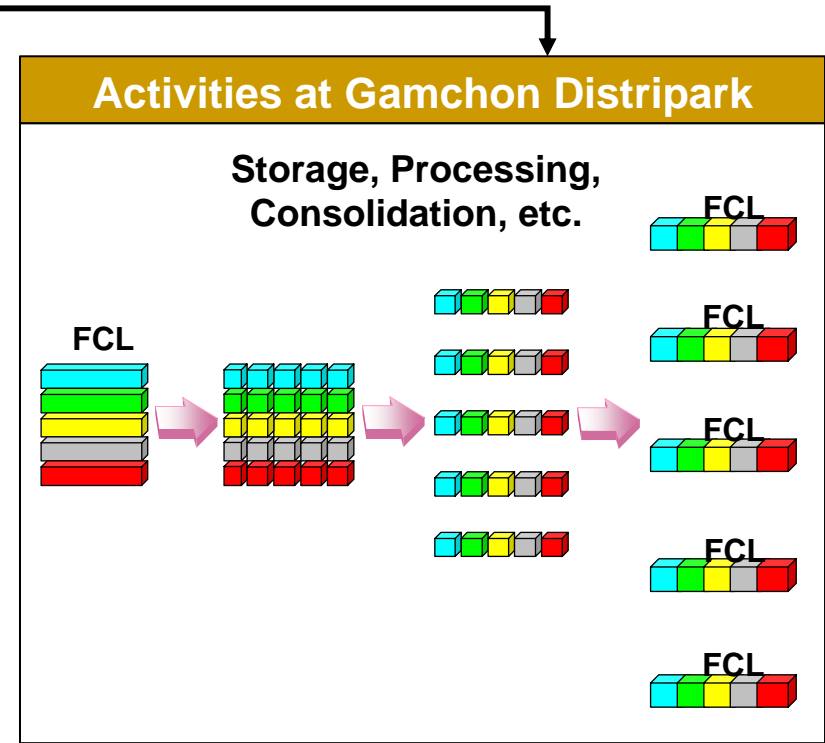 Activities at Gamchon Distripark
Storage, Processing,
Consolidation, etc.
FCL
FCL
FCL
FCL
FCL
FCL